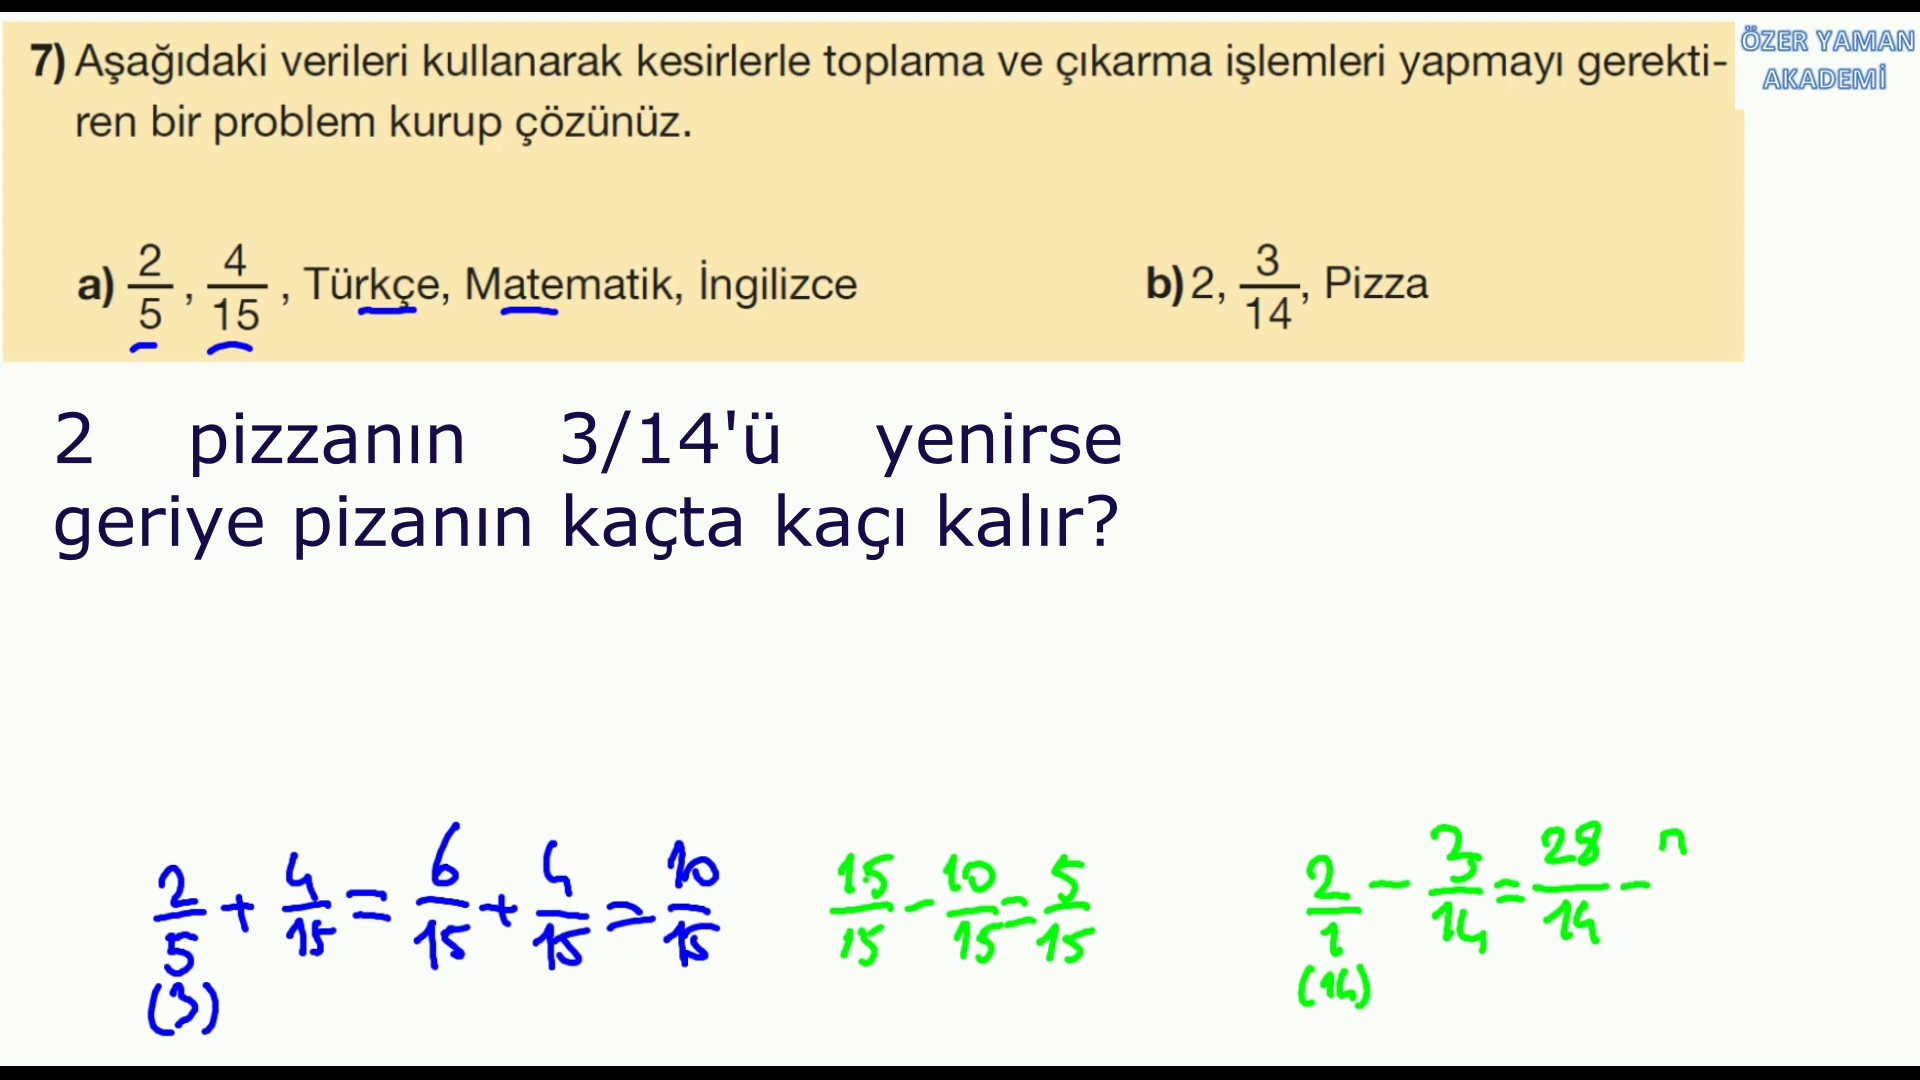 7) Aşağıdaki verileri kullanarak kesirlerle toplama ve çıkarma işlemleri yapmayı gerekti-
ren bir problem kurup çözünüz.
ÖZER YAMAN
AKADEMİ
a) 2/5, 4/15, Türkçe, Matematik, İngilizce
b) 2, 3/14, Pizza
2 pizzanın 3/14'ü yenirse
geriye pizanın kaçta kaçı kalır?
2/5 + 4/15 = 6/15 + 4/15 = 10/15
(3)
15/15 - 10/15 = 5/15
2/1 - 3/14 = 28/14 -
(14)